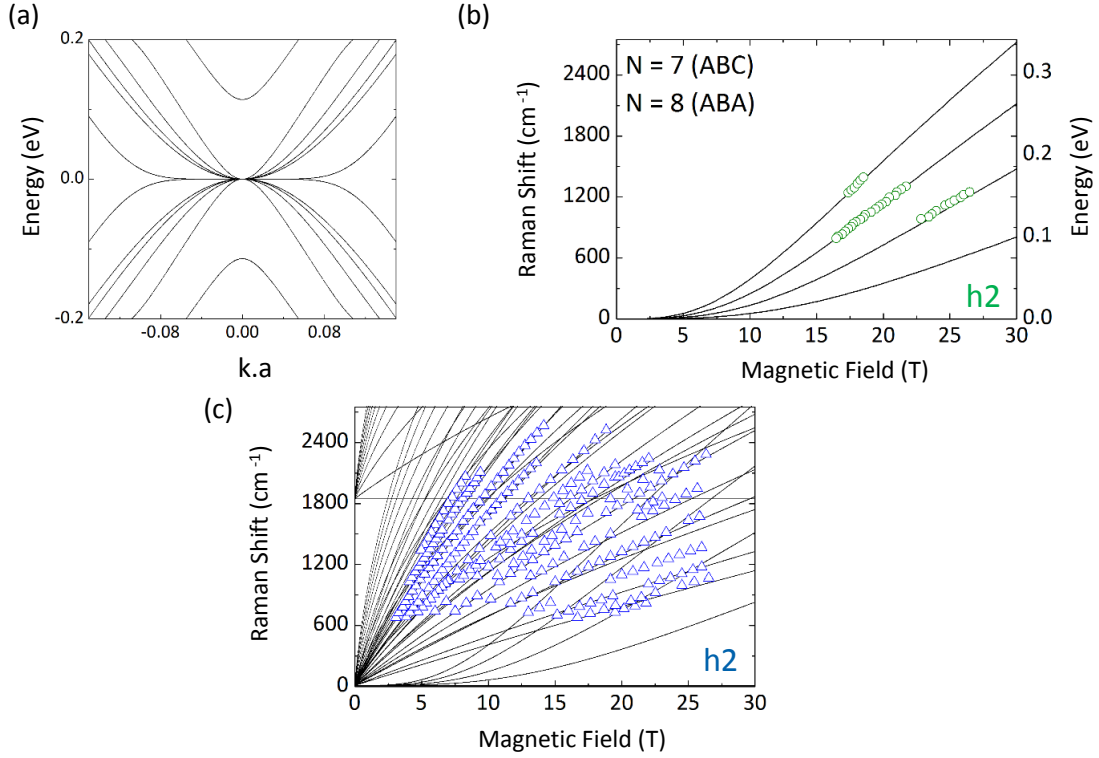 (a)
0.2
0.0
-0.2
Energy (eV)
-0.08
0.00
0.08
k.a
(b)
N = 7 (ABC)
N = 8 (ABA)
2400
1800
1200
600
0
Raman Shift (cm⁻¹)
0.3
0.2
0.1
0.0
Energy (eV)
h2
0
5
10
15
20
25
30
Magnetic Field (T)
(c)
2400
1800
1200
600
0
Raman Shift (cm⁻¹)
h2
0
5
10
15
20
25
30
Magnetic Field (T)